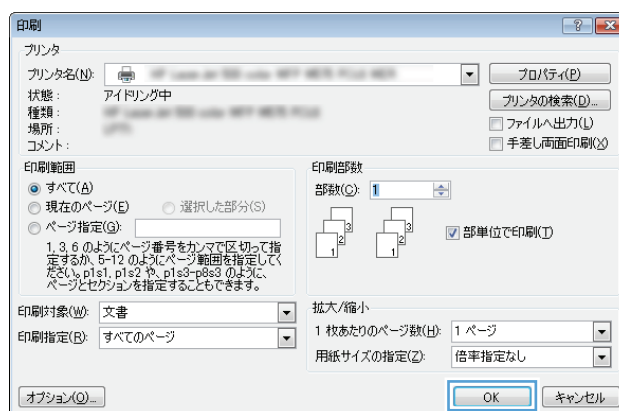 印刷
プリンタ
プリンタ名(N):
プロパティ(P)
状態: アイドリング中
プリンタの検索(D)...
種類:
場所:
ファイルへ出力(L)
コメント:
手差し両面印刷(X)
印刷範囲
すべて(A)
現在のページ(E) 選択した部分(S)
ページ指定(G):
1, 3, 6 のようにページ番号をカンマで区切って指
定するか、5-12 のようにページ範囲を指定してく
ださい。p1s1, p1s2 や、p1s3-p8s3 のように、
ページとセクションを指定することもできます。
印刷部数
部数(C): 1
1 2 3 1 2 3
部単位で印刷(T)
印刷対象(W): 文書
印刷指定(R): すべてのページ
拡大/縮小
1 枚あたりのページ数(H): 1 ページ
用紙サイズの指定(Z): 倍率指定なし
オプション(O)... OK キャンセル